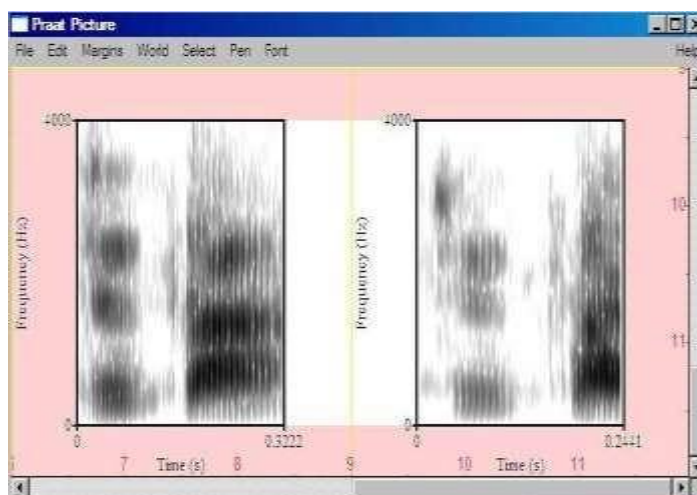 Praat Picture
File Edit Margins World Select Pen Font Help
4000
Frequency (Hz)
0
0 0.3222
Time (s)
4000
Frequency (Hz)
0
0 0.2441
Time (s)
7 8 9 10 11
10
11